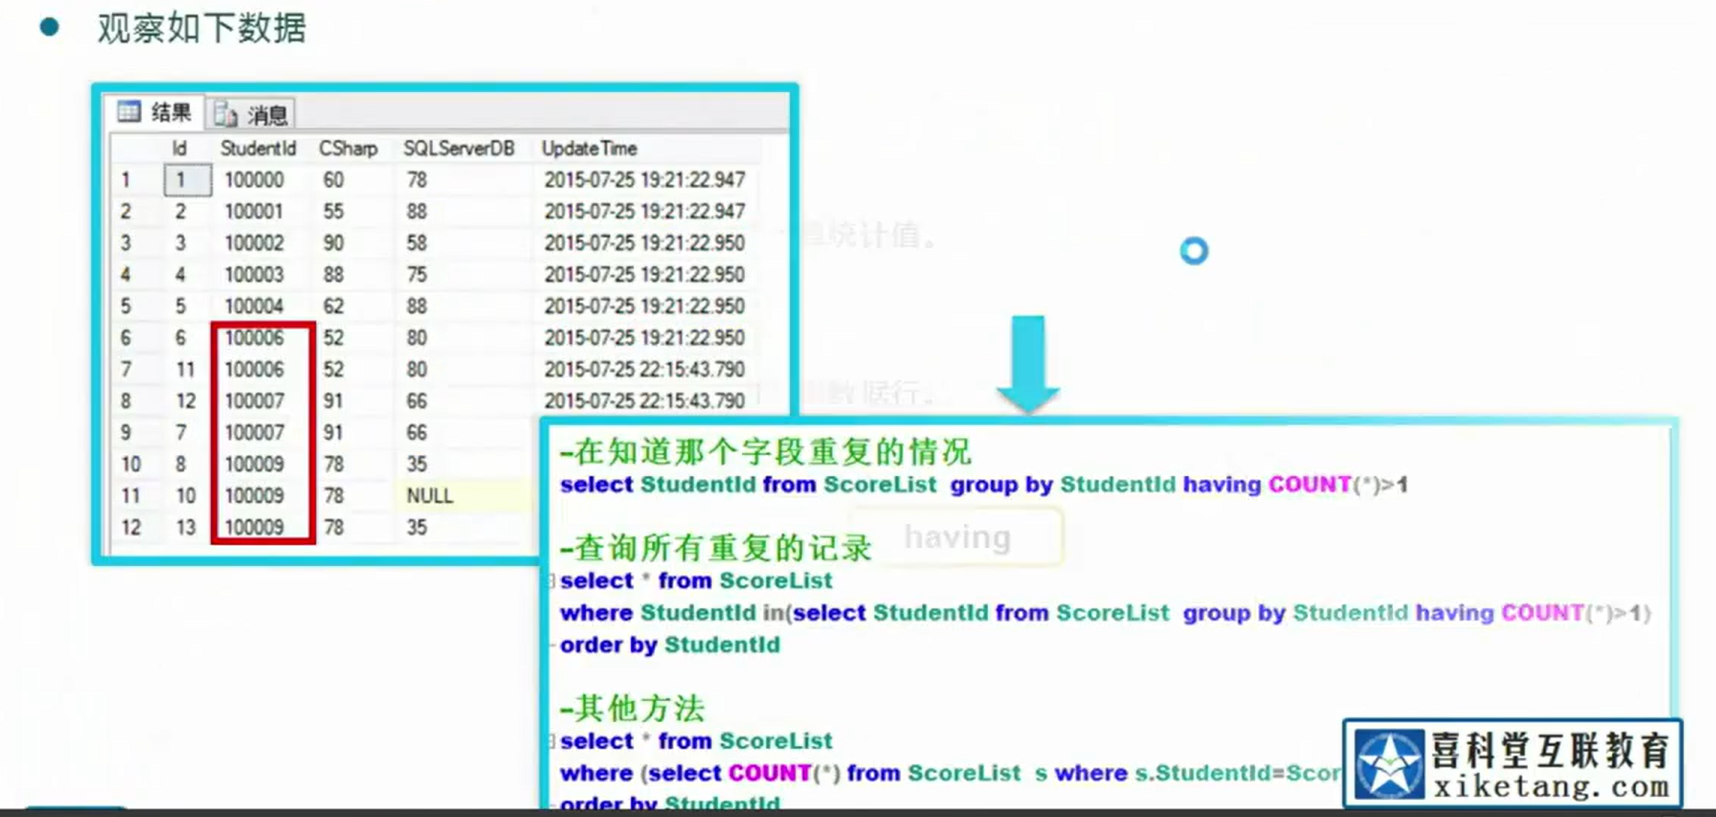 观察如下数据
结果 消息
Id StudentId CSharp SQLServerDB UpdateTime
1 1 100000 60 78 2015-07-25 19:21:22.947
2 2 100001 55 88 2015-07-25 19:21:22.947
3 3 100002 90 58 2015-07-25 19:21:22.950
4 4 100003 88 75 2015-07-25 19:21:22.950
5 5 100004 62 88 2015-07-25 19:21:22.950
6 6 100006 52 80 2015-07-25 19:21:22.950
7 11 100006 52 80 2015-07-25 22:15:43.790
8 12 100007 91 66 2015-07-25 22:15:43.790
9 7 100007 91 66
10 8 100009 78 35
11 10 100009 78 NULL
12 13 100009 78 35
统计值。
数据行。
-在知道那个字段重复的情况
select StudentId from ScoreList group by StudentId having COUNT(*)>1
having
-查询所有重复的记录
select * from ScoreList
where StudentId in(select StudentId from ScoreList group by StudentId having COUNT(*)>1)
order by StudentId
-其他方法
select * from ScoreList
where (select COUNT(*) from ScoreList s where s.StudentId=Scor
order by StudentId
喜科堂互联教育
xiketang.com